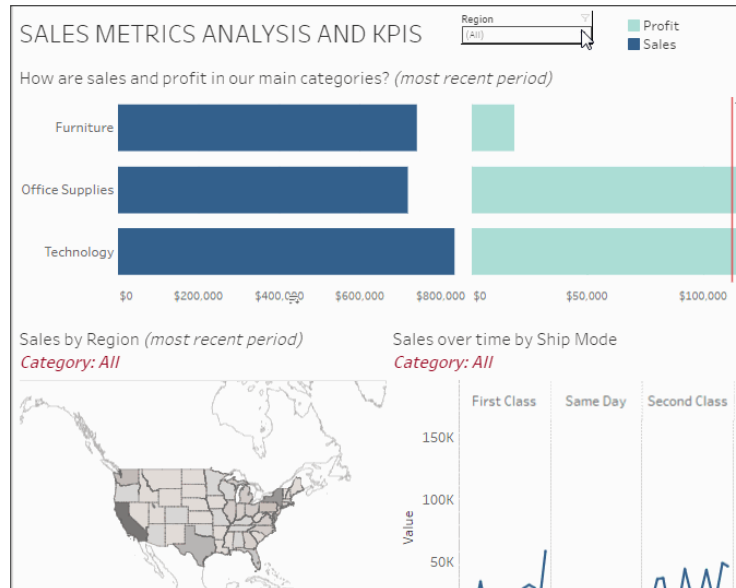 SALES METRICS ANALYSIS AND KPIS
Region
(All)
Profit
Sales
How are sales and profit in our main categories? (most recent period)
Furniture
Office Supplies
Technology
$0 $200,000 $400,000 $600,000 $800,000 $0 $50,000 $100,000
Sales by Region (most recent period)
Category: All
Sales over time by Ship Mode
Category: All
First Class Same Day Second Class
150K
100K
50K
Value